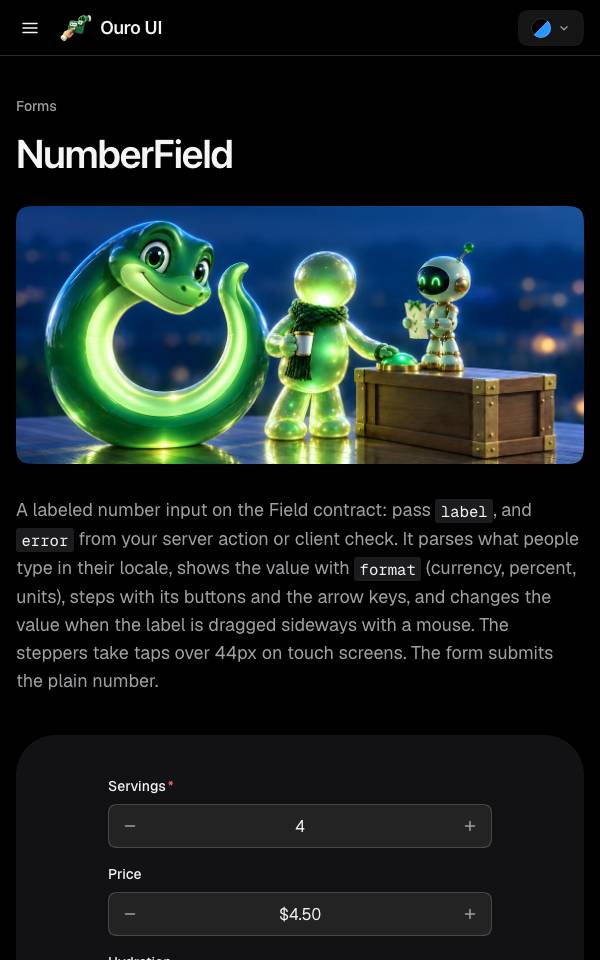 Ouro UI
Forms
NumberField
A labeled number input on the Field contract: pass label, and
error from your server action or client check. It parses what people
type in their locale, shows the value with format (currency, percent,
units), steps with its buttons and the arrow keys, and changes the
value when the label is dragged sideways with a mouse. The
steppers take taps over 44px on touch screens. The form submits
the plain number.
Servings*
− 4 +
Price
− $4.50 +
Hydration